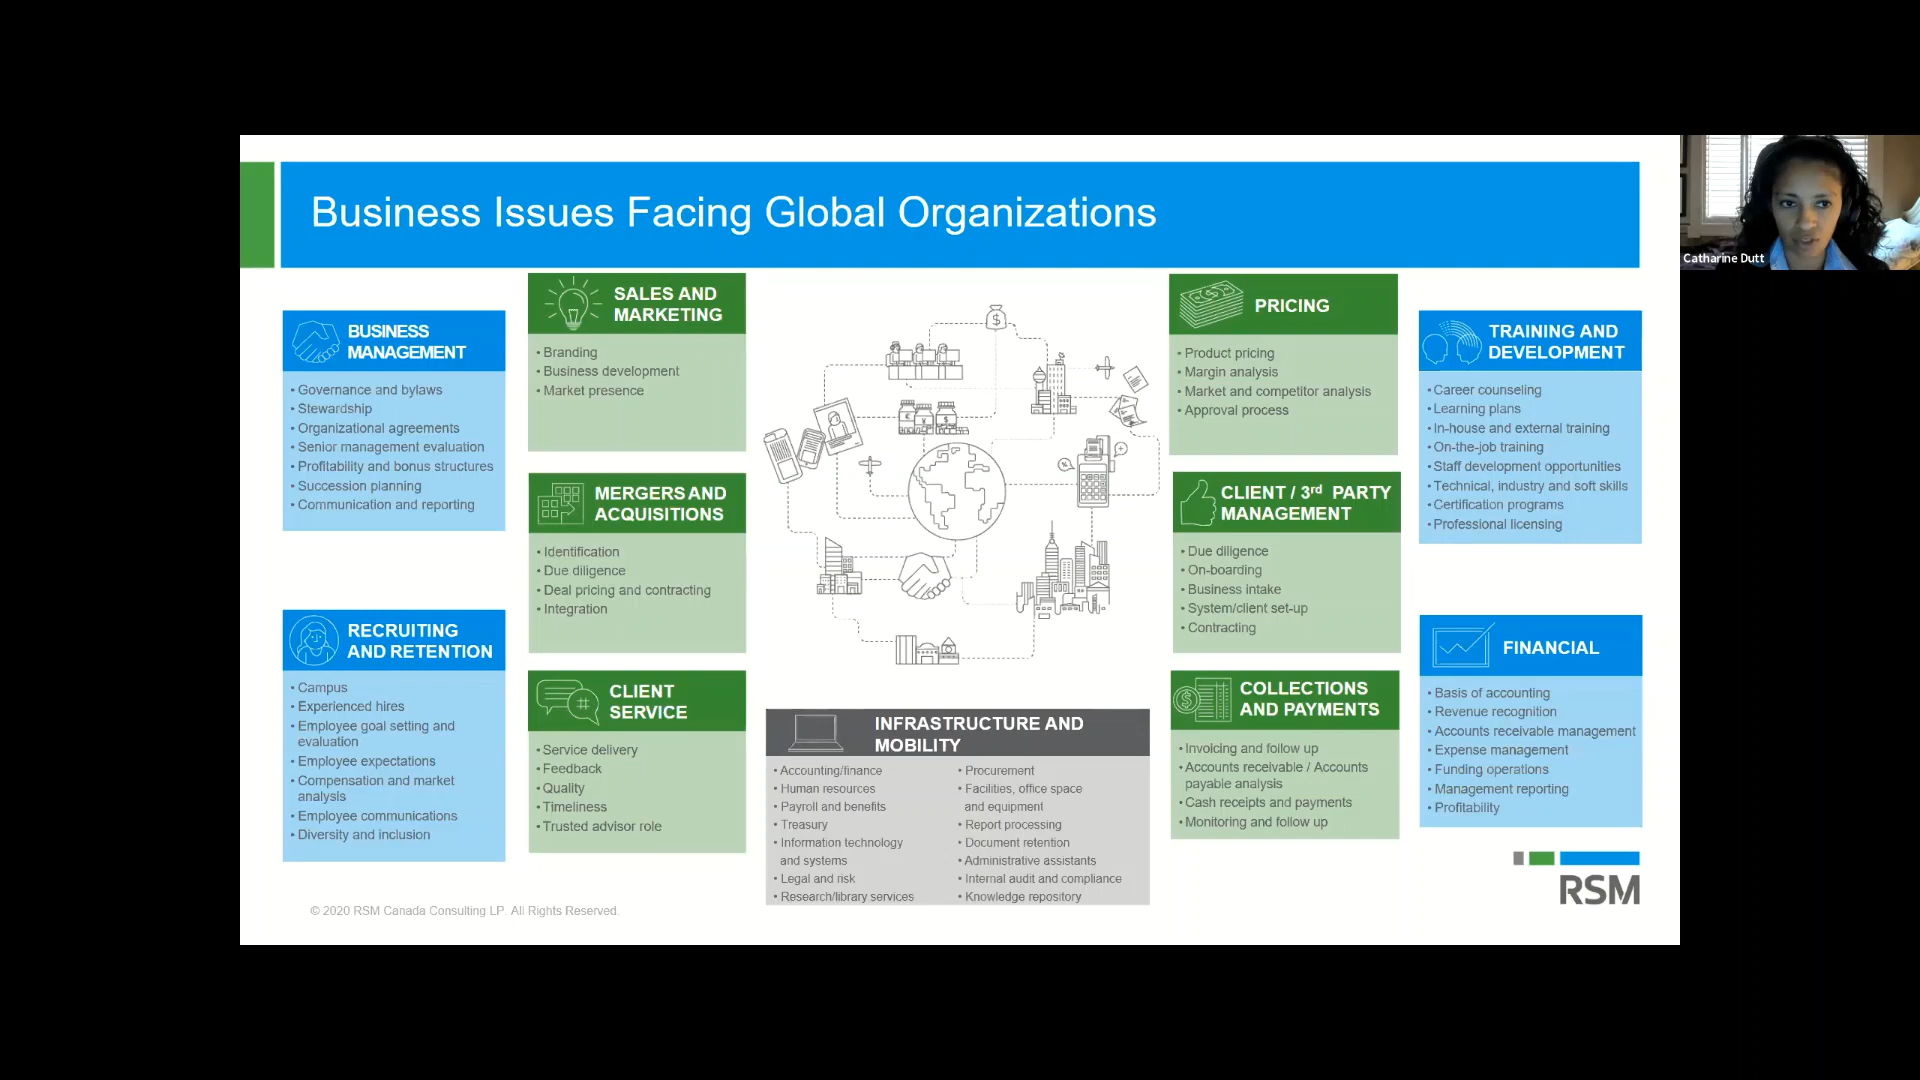 Business Issues Facing Global Organizations
Catharine Dutt
BUSINESS
MANAGEMENT
• Governance and bylaws
• Stewardship
• Organizational agreements
• Senior management evaluation
• Profitability and bonus structures
• Succession planning
• Communication and reporting
RECRUITING
AND RETENTION
• Campus
• Experienced hires
• Employee goal setting and
evaluation
• Employee expectations
• Compensation and market
analysis
• Employee communications
• Diversity and inclusion
SALES AND
MARKETING
• Branding
• Business development
• Market presence
MERGERS AND
ACQUISITIONS
• Identification
• Due diligence
• Deal pricing and contracting
• Integration
CLIENT
SERVICE
• Service delivery
• Feedback
• Quality
• Timeliness
• Trusted advisor role
INFRASTRUCTURE AND
MOBILITY
• Accounting/finance
• Human resources
• Payroll and benefits
• Treasury
• Information technology
and systems
• Legal and risk
• Research/library services
• Procurement
• Facilities, office space
and equipment
• Report processing
• Document retention
• Administrative assistants
• Internal audit and compliance
• Knowledge repository
PRICING
• Product pricing
• Margin analysis
• Market and competitor analysis
• Approval process
CLIENT / 3rd PARTY
MANAGEMENT
• Due diligence
• On-boarding
• Business intake
• System/client set-up
• Contracting
COLLECTIONS
AND PAYMENTS
• Invoicing and follow up
• Accounts receivable / Accounts
payable analysis
• Cash receipts and payments
• Monitoring and follow up
TRAINING AND
DEVELOPMENT
• Career counseling
• Learning plans
• In-house and external training
• On-the-job training
• Staff development opportunities
• Technical, industry and soft skills
• Certification programs
• Professional licensing
FINANCIAL
• Basis of accounting
• Revenue recognition
• Accounts receivable management
• Expense management
• Funding operations
• Management reporting
• Profitability
© 2020 RSM Canada Consulting LP. All Rights Reserved.
RSM